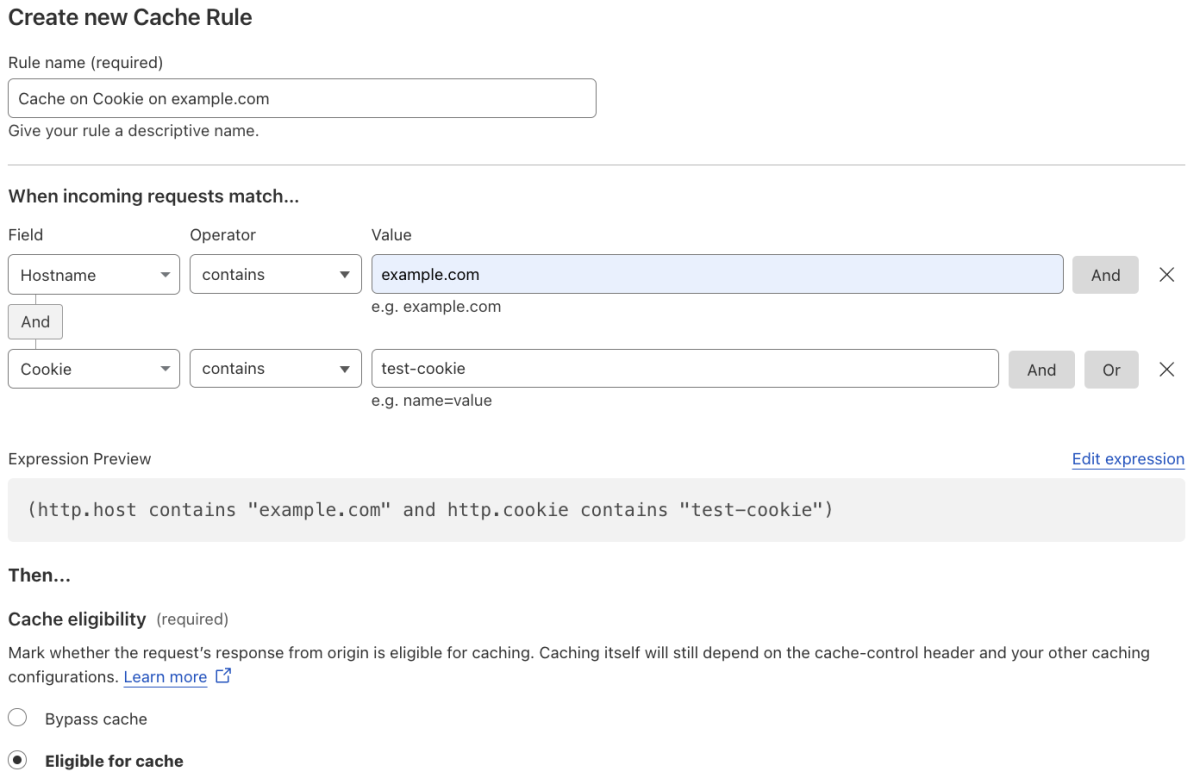 Create new Cache Rule
Rule name (required)
Cache on Cookie on example.com
Give your rule a descriptive name.
When incoming requests match...
Field Operator Value
Hostname contains example.com And
e.g. example.com
And
Cookie contains test-cookie And Or
e.g. name=value
Expression Preview Edit expression
(http.host contains "example.com" and http.cookie contains "test-cookie")
Then...
Cache eligibility (required)
Mark whether the request's response from origin is eligible for caching. Caching itself will still depend on the cache-control header and your other caching
configurations. Learn more
Bypass cache
Eligible for cache